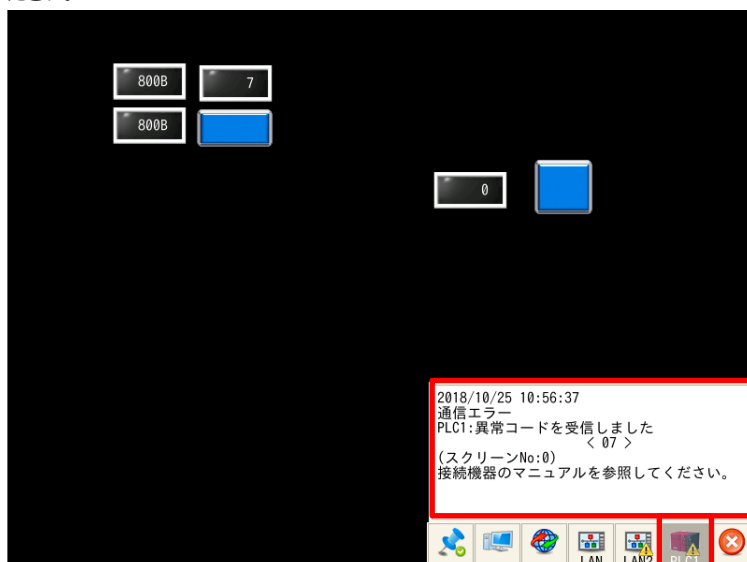 800B 7
800B
0
2018/10/25 10:56:37
通信エラー
PLC1:異常コードを受信しました
< 07 >
(スクリーンNo:0)
接続機器のマニュアルを参照してください。
LAN LAN2 PLC1